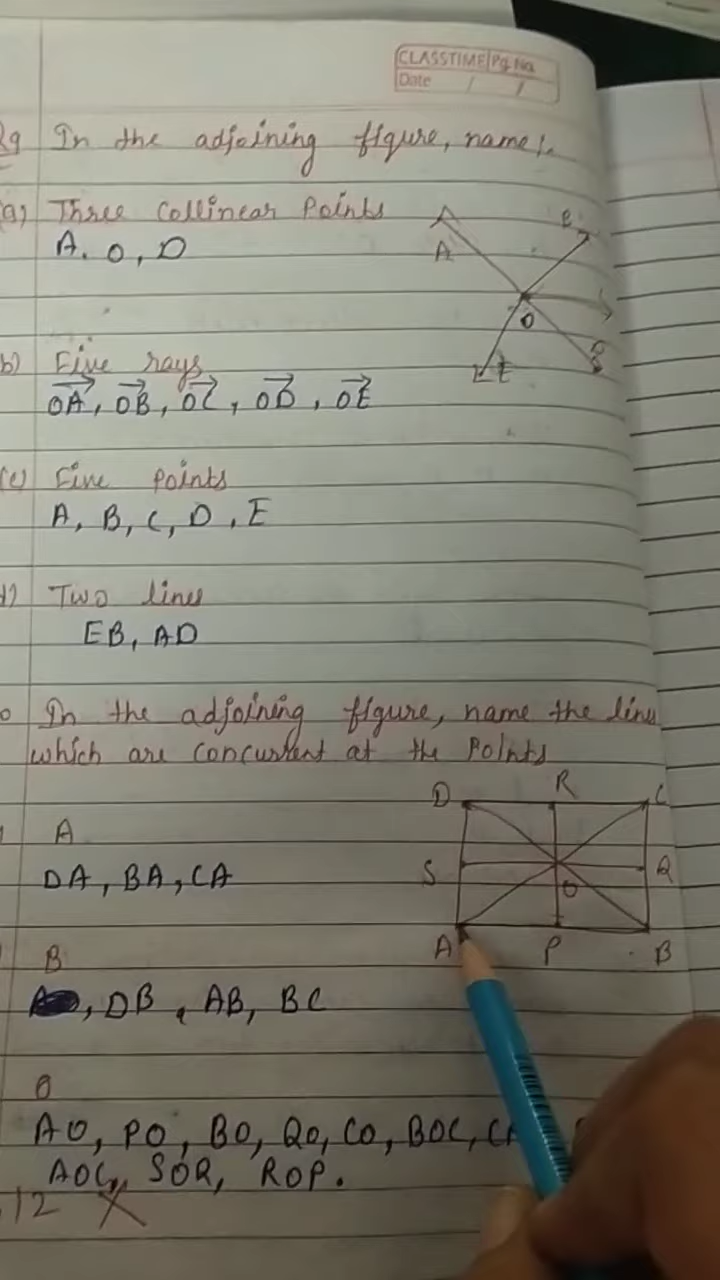 CLASSTIME Pg. No.
Date / /
In the adjoining figure, name:-
(a) Three Collinear Points
A, O, D
b) Five rays
OA, OB, OC, OD, OE
(c) Five points
A, B, C, D, E
Two lines
EB, AD
In the adjoining figure, name the lines
which are concurrent at the Points
A
DA, BA, CA
B
, DB, AB, BC
O
AO, PO, BO, QO, CO, BOC,
AOC, SOQ, ROP.
12
A
B
O
E
D R C
S O Q
A P B